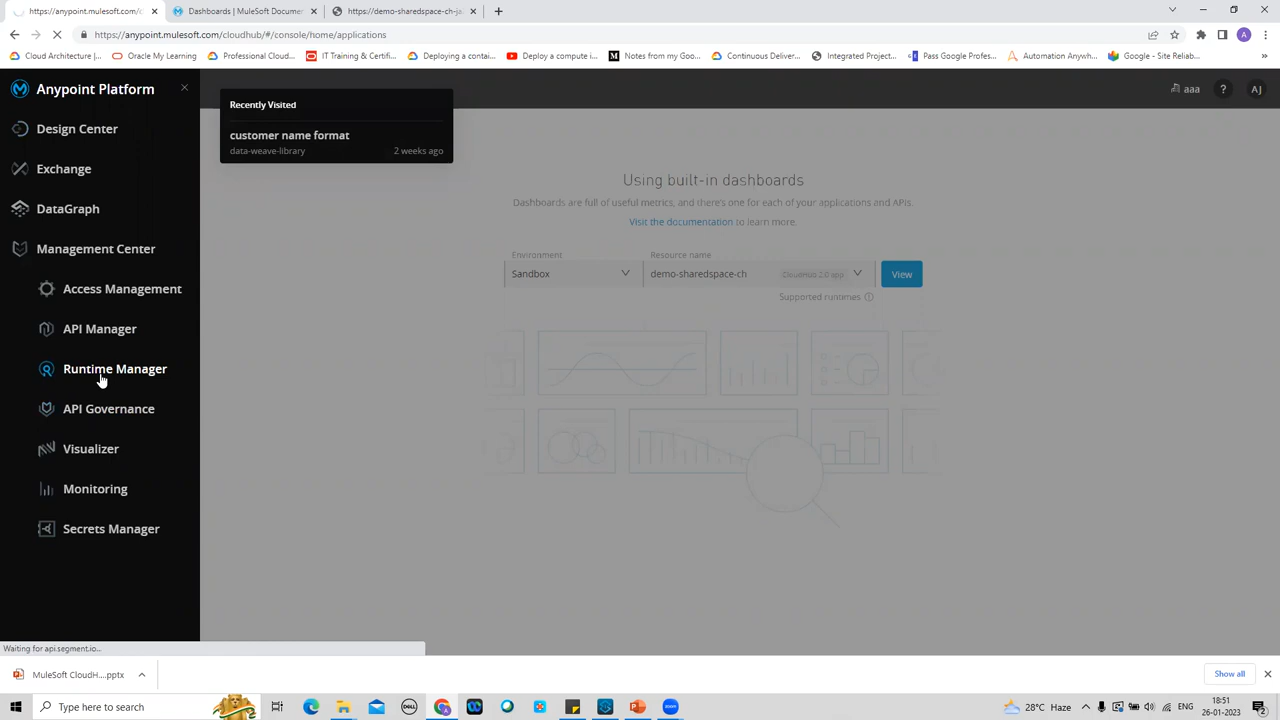 https://anypoint.mulesoft.com/c
Dashboards | MuleSoft Documen
https://demo-sharedspace-ch-ja
https://anypoint.mulesoft.com/cloudhub/#/console/home/applications
A
Cloud Architecture |...
Oracle My Learning
Professional Cloud...
IT Training & Certifi...
Deploying a contai...
Deploy a compute i...
Notes from my Goo...
Continuous Deliver...
Integrated Project...
Pass Google Profes...
Automation Anywh...
Google - Site Reliab...
Anypoint Platform
aaa
?
AJ
Recently Visited
customer name format
data-weave-library 2 weeks ago
Design Center
Exchange
DataGraph
Management Center
Access Management
API Manager
Runtime Manager
API Governance
Visualizer
Monitoring
Secrets Manager
Using built-in dashboards
Dashboards are full of useful metrics, and there's one for each of your applications and APIs.
Visit the documentation to learn more.
Environment
Resource name
Sandbox
demo-sharedspace-ch
CloudHub 2.0 app
View
Supported runtimes
Waiting for api.segment.io...
MuleSoft CloudH....pptx
Show all
Type here to search
DELL
zoom
28°C Haze
ENG
18:51
26-01-2023
2